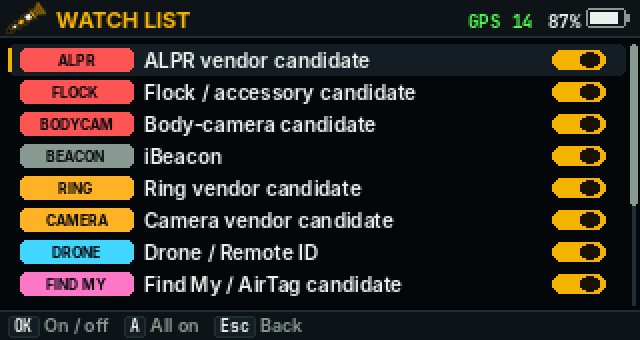 WATCH LIST GPS 14 87%
ALPR ALPR vendor candidate
FLOCK Flock / accessory candidate
BODYCAM Body-camera candidate
BEACON iBeacon
RING Ring vendor candidate
CAMERA Camera vendor candidate
DRONE Drone / Remote ID
FIND MY Find My / AirTag candidate
OK On / off A All on Esc Back